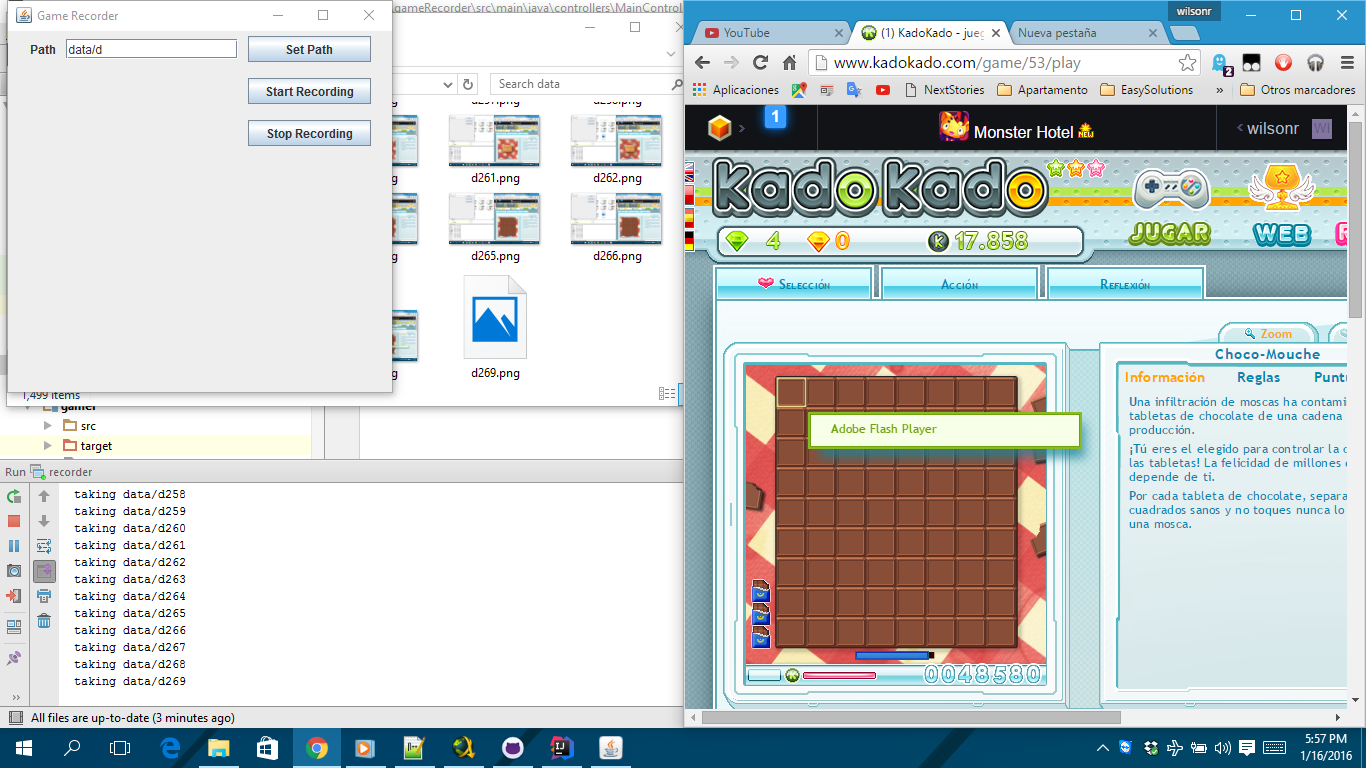 Game Recorder
Path
data/d
Set Path
Start Recording
Stop Recording
gameRecorder\src\main\java\controllers\MainControl
Search data
d261.png
d262.png
d265.png
d266.png
d269.png
1,499 items
src
target
Run
recorder
taking data/d258
taking data/d259
taking data/d260
taking data/d261
taking data/d262
taking data/d263
taking data/d264
taking data/d265
taking data/d266
taking data/d267
taking data/d268
taking data/d269
All files are up-to-date (3 minutes ago)
wilsonr
YouTube
(1) KadoKado - jueg
Nueva pestaña
www.kadokado.com/game/53/play
2
Aplicaciones
NextStories
Apartamento
EasySolutions
»
Otros marcadores
1
Monster Hotel NEW
wilsonr
WI
KadoKado
4
0
K
17.858
JUGAR
WEB
Selección
Acción
Reflexión
Zoom
Choco-Mouche
Información
Reglas
Puntu
Una infiltración de moscas ha contami
tabletas de chocolate de una cadena
producción.
¡Tú eres el elegido para controlar la c
las tabletas! La felicidad de millones
depende de ti.
Por cada tableta de chocolate, separa
cuadrados sanos y no toques nunca lo
una mosca.
Adobe Flash Player
0048580
5:57 PM
1/16/2016